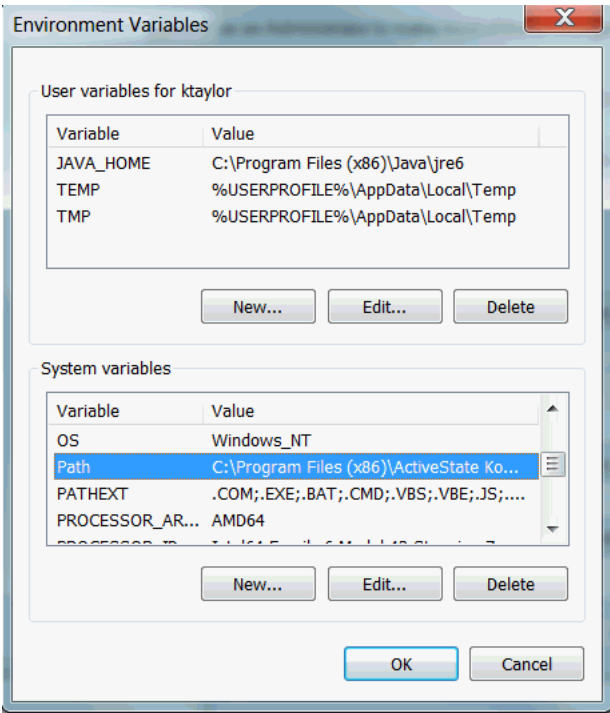 Environment Variables
User variables for ktaylor
Variable Value
JAVA_HOME C:\Program Files (x86)\Java\jre6
TEMP %USERPROFILE%\AppData\Local\Temp
TMP %USERPROFILE%\AppData\Local\Temp
New... Edit... Delete
System variables
Variable Value
OS Windows_NT
Path C:\Program Files (x86)\ActiveState Ko...
PATHEXT .COM;.EXE;.BAT;.CMD;.VBS;.VBE;.JS;....
PROCESSOR_AR... AMD64
New... Edit... Delete
OK Cancel